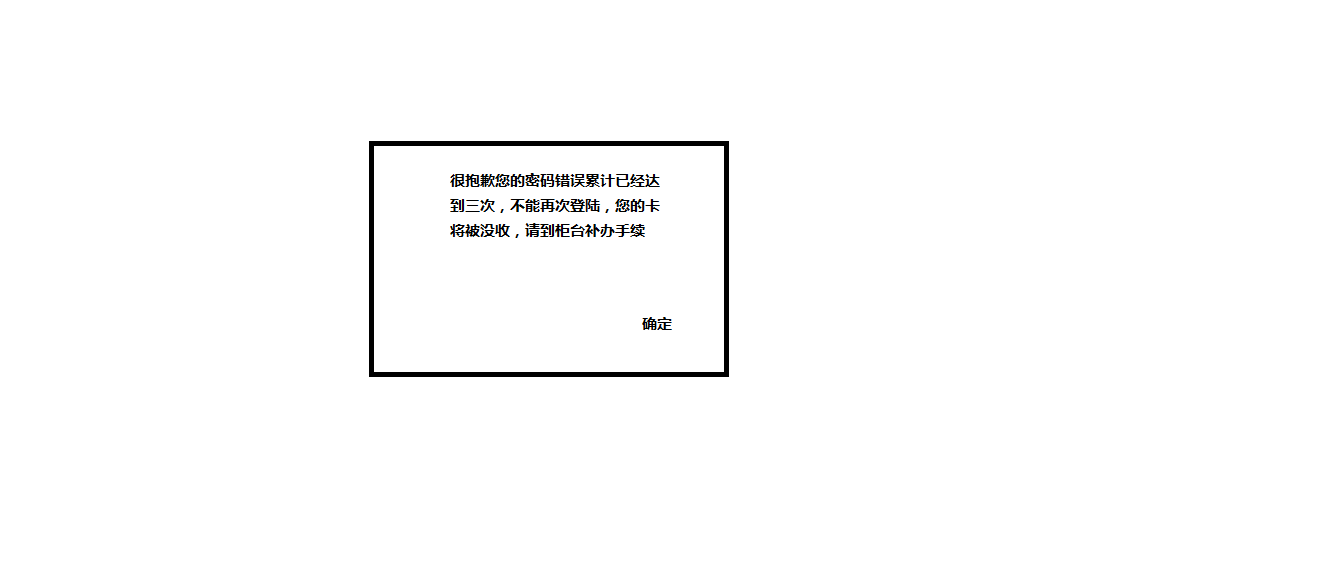 很抱歉您的密码错误累计已经达
到三次，不能再次登陆，您的卡
将被没收，请到柜台补办手续
确定